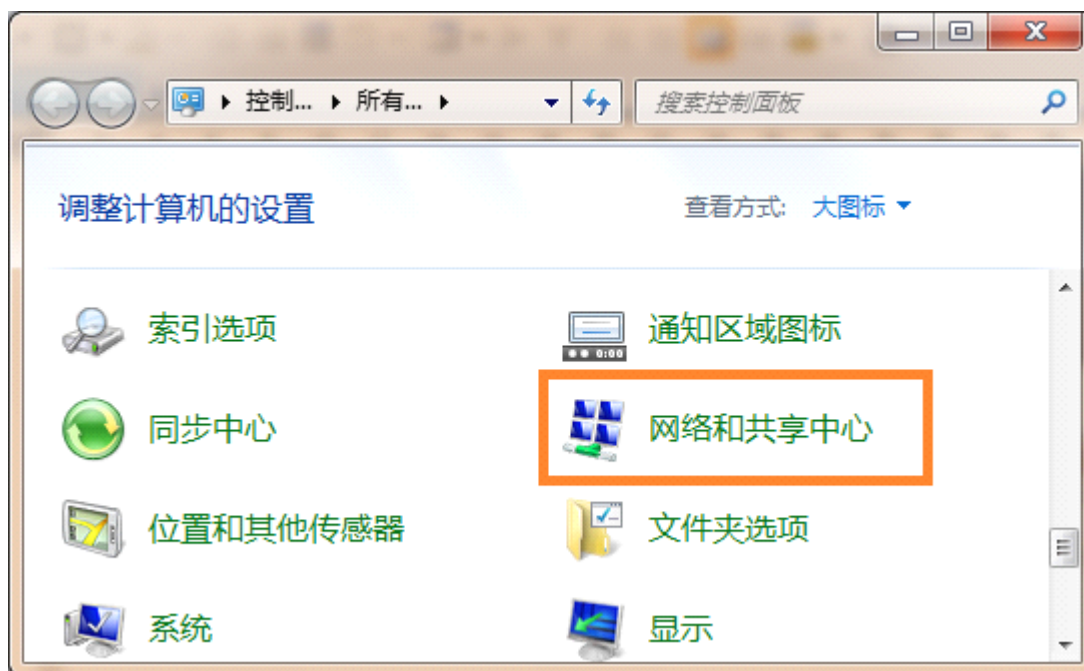 控制... 所有... 搜索控制面板
调整计算机的设置 查看方式: 大图标
索引选项 通知区域图标
0:00
同步中心 网络和共享中心
位置和其他传感器 文件夹选项
系统 显示